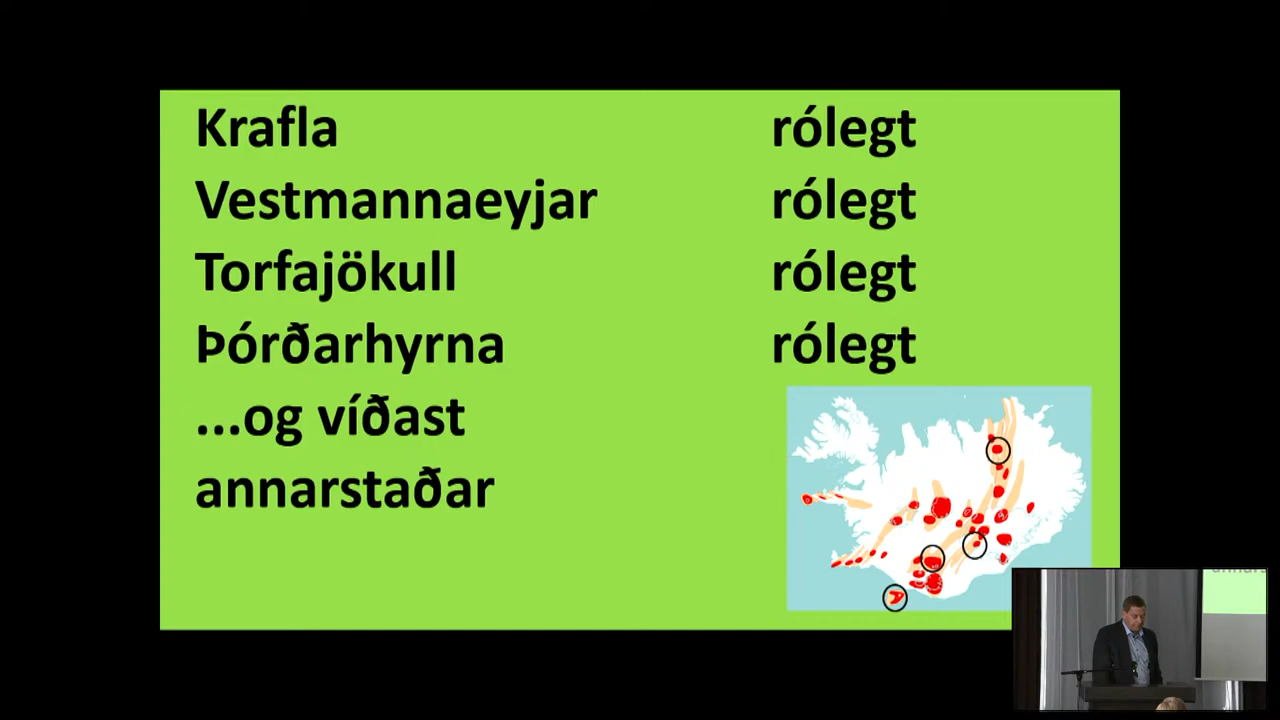 Krafla rólegt
Vestmannaeyjar rólegt
Torfajökull rólegt
Þórðarhyrna rólegt
...og víðast
annarstaðar